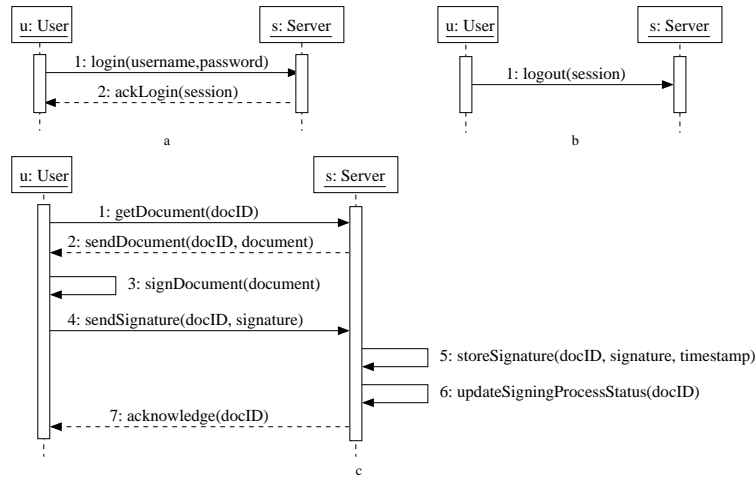 u: User
s: Server
1: login(username,password)
2: ackLogin(session)
a
u: User
s: Server
1: logout(session)
b
u: User
s: Server
1: getDocument(docID)
2: sendDocument(docID, document)
3: signDocument(document)
4: sendSignature(docID, signature)
5: storeSignature(docID, signature, timestamp)
6: updateSigningProcessStatus(docID)
7: acknowledge(docID)
c